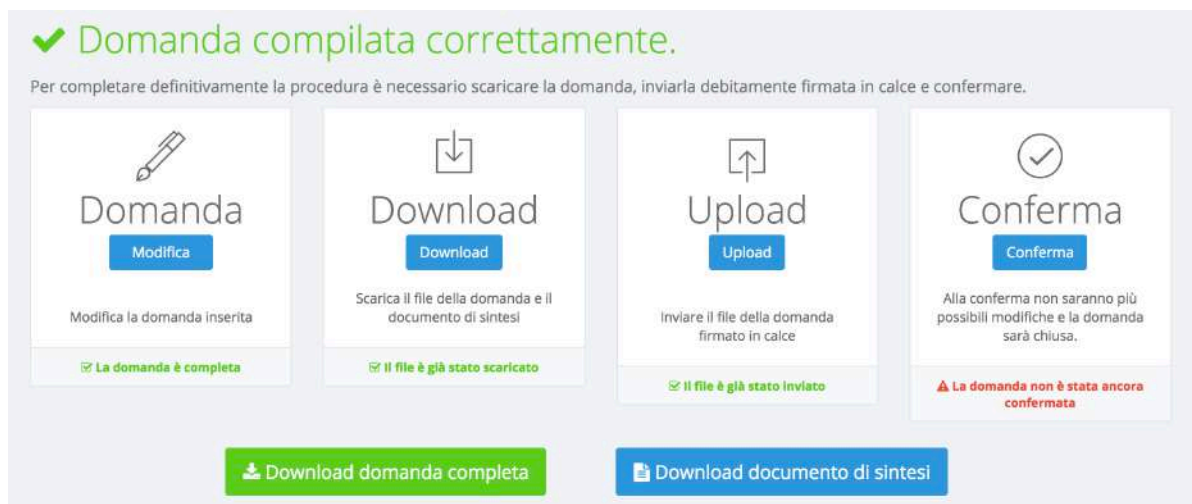 Domanda compilata correttamente.
Per completare definitivamente la procedura è necessario scaricare la domanda, inviarla debitamente firmata in calce e confermare.
Domanda
Modifica
Modifica la domanda inserita
La domanda è completa
Download
Download
Scarica il file della domanda e il
documento di sintesi
Il file è già stato scaricato
Upload
Upload
Inviare il file della domanda
firmato in calce
Il file è già stato inviato
Conferma
Conferma
Alla conferma non saranno più
possibili modifiche e la domanda
sarà chiusa.
La domanda non è stata ancora
confermata
Download domanda completa
Download documento di sintesi